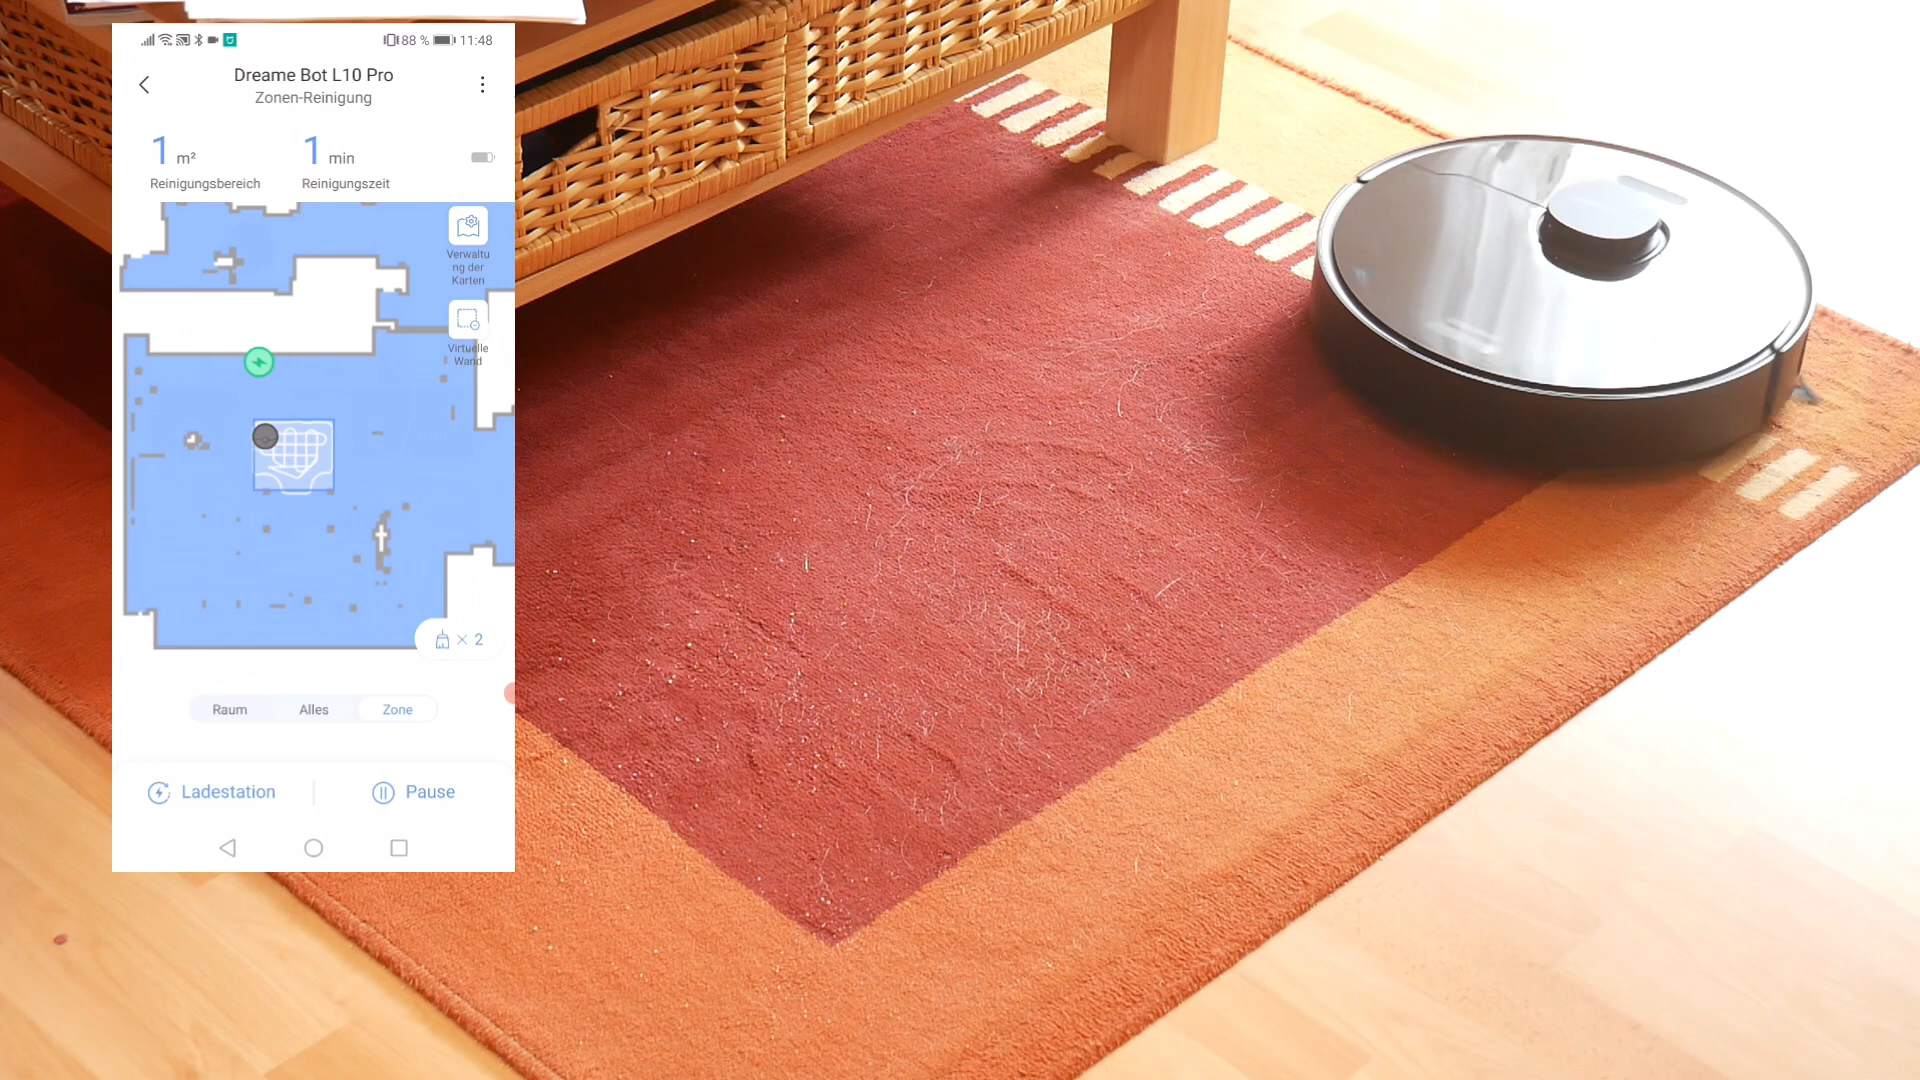 88 % 11:48
Dreame Bot L10 Pro
Zonen-Reinigung
1 m² 1 min
Reinigungsbereich Reinigungszeit
Verwaltu
ng der
Karten
Virtuelle
Wand
× 2
Raum Alles Zone
Ladestation Pause